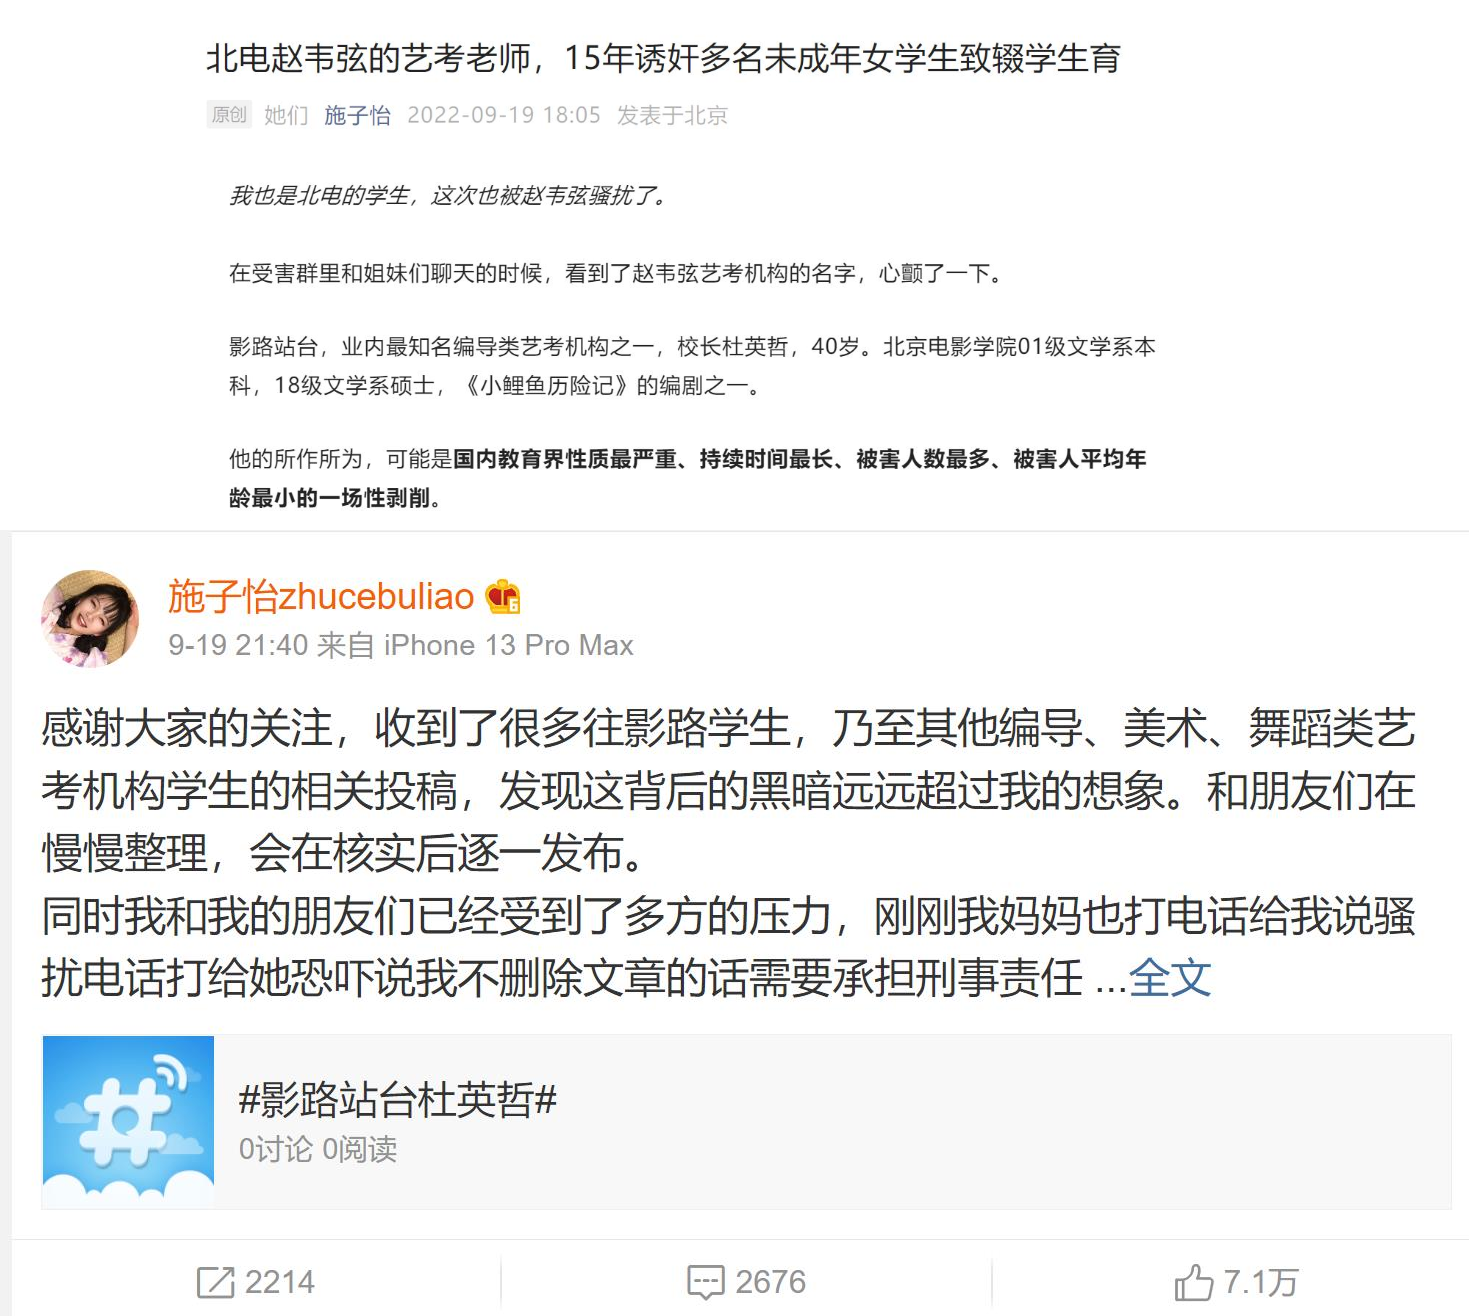 北电赵韦弦的艺考老师，15年诱奸多名未成年女学生致辍学生育
原创 她们 施子怡 2022-09-19 18:05 发表于北京
我也是北电的学生，这次也被赵韦弦骚扰了。
在受害群里和姐妹们聊天的时候，看到了赵韦弦艺考机构的名字，心颤了一下。
影路站台，业内最知名编导类艺考机构之一，校长杜英哲，40岁。北京电影学院01级文学系本
科，18级文学系硕士，《小鲤鱼历险记》的编剧之一。
他的所作所为，可能是国内教育界性质最严重、持续时间最长、被害人数最多、被害人平均年
龄最小的一场性剥削。
施子怡zhucebuliao 6
9-19 21:40 来自 iPhone 13 Pro Max
感谢大家的关注，收到了很多往影路学生，乃至其他编导、美术、舞蹈类艺
考机构学生的相关投稿，发现这背后的黑暗远远超过我的想象。和朋友们在
慢慢整理，会在核实后逐一发布。
同时我和我的朋友们已经受到了多方的压力，刚刚我妈妈也打电话给我说骚
扰电话打给她恐吓说我不删除文章的话需要承担刑事责任 ...全文
#影路站台杜英哲#
0讨论 0阅读
2214 2676 7.1万